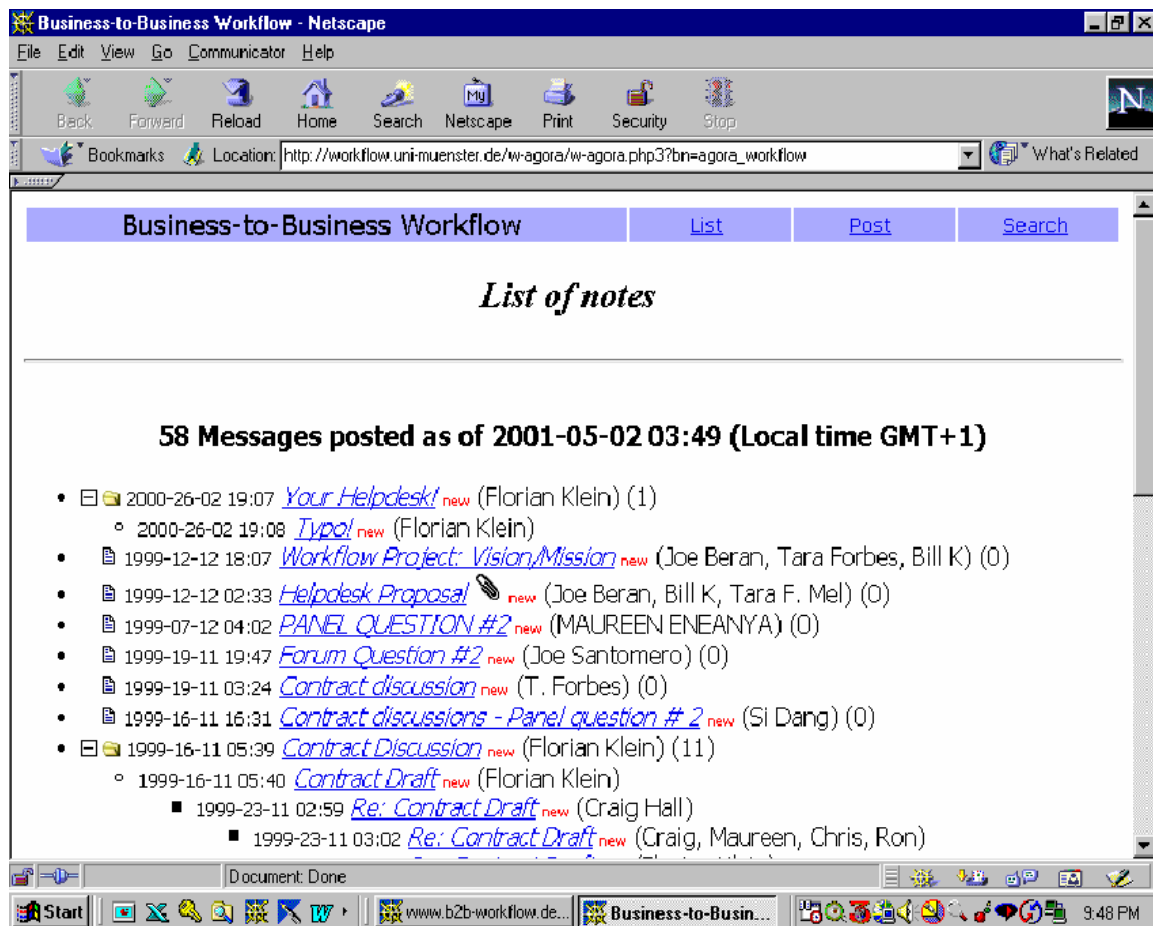 Business-to-Business Workflow - Netscape
File Edit View Go Communicator Help
My
N
Back Forward Reload Home Search Netscape Print Security Stop
Bookmarks Location: http://workflow.uni-muenster.de/w-agora/w-agora.php3?bn=agora_workflow What's Related
Business-to-Business Workflow List Post Search
List of notes
58 Messages posted as of 2001-05-02 03:49 (Local time GMT+1)
2000-26-02 19:07 Your Helpdesk! new (Florian Klein) (1)
2000-26-02 19:08 Typo! new (Florian Klein)
1999-12-12 18:07 Workflow Project: Vision/Mission new (Joe Beran, Tara Forbes, Bill K) (0)
1999-12-12 02:33 Helpdesk Proposal new (Joe Beran, Bill K, Tara F. Mel) (0)
1999-07-12 04:02 PANEL QUESTION #2 new (MAUREEN ENEANYA) (0)
1999-19-11 19:47 Forum Question #2 new (Joe Santomero) (0)
1999-19-11 03:24 Contract discussion new (T. Forbes) (0)
1999-16-11 16:31 Contract discussions - Panel question # 2 new (Si Dang) (0)
1999-16-11 05:39 Contract Discussion new (Florian Klein) (11)
1999-16-11 05:40 Contract Draft new (Florian Klein)
1999-23-11 02:59 Re: Contract Draft new (Craig Hall)
1999-23-11 03:02 Re: Contract Draft new (Craig, Maureen, Chris, Ron)
Document: Done
Start www.b2b-workflow.de... Business-to-Busin... 9:48 PM